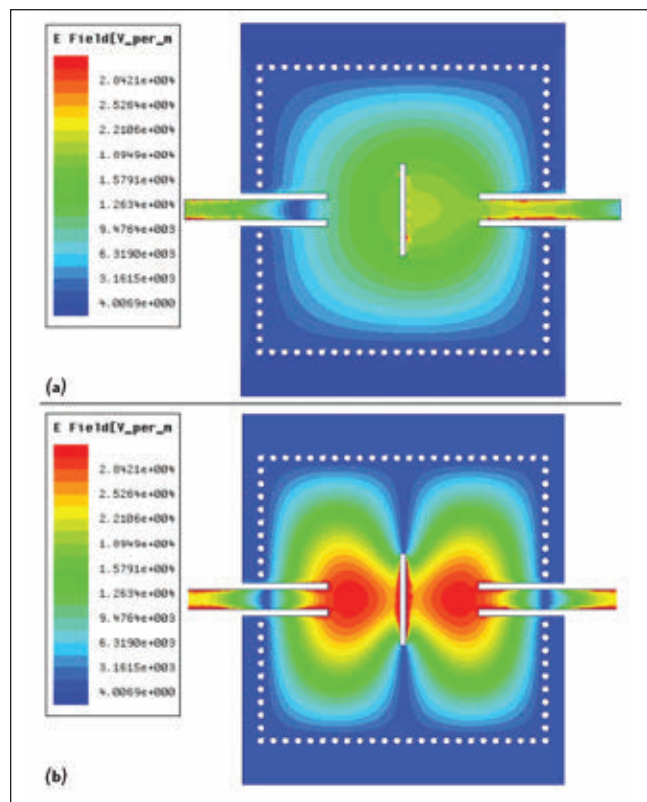 E Field[V_per_m
2.8421e+004
2.5264e+004
2.2106e+004
1.8949e+004
1.5791e+004
1.2634e+004
9.4764e+003
6.3190e+003
3.1615e+003
4.0069e+000
(a)
E Field[V_per_m
2.8421e+004
2.5264e+004
2.2106e+004
1.8949e+004
1.5791e+004
1.2634e+004
9.4764e+003
6.3190e+003
3.1615e+003
4.0069e+000
(b)